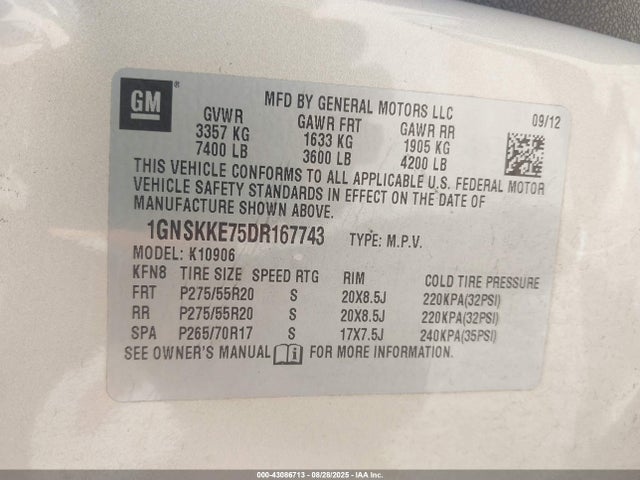 GM ®
MFD BY GENERAL MOTORS LLC
GVWR GAWR FRT GAWR RR 09/12
3357 KG 1633 KG 1905 KG
7400 LB 3600 LB 4200 LB
THIS VEHICLE CONFORMS TO ALL APPLICABLE U.S. FEDERAL MOTOR
VEHICLE SAFETY STANDARDS IN EFFECT ON THE DATE OF
MANUFACTURE SHOWN ABOVE.
1GNSKKE75DR167743 TYPE: M.P.V.
MODEL: K10906
KFN8 TIRE SIZE SPEED RTG RIM COLD TIRE PRESSURE
FRT P275/55R20 S 20X8.5J 220KPA(32PSI)
RR P275/55R20 S 20X8.5J 220KPA(32PSI)
SPA P265/70R17 S 17X7.5J 240KPA(35PSI)
SEE OWNER'S MANUAL FOR MORE INFORMATION.
000-43086713 - 08/28/2025 - IAA Inc.